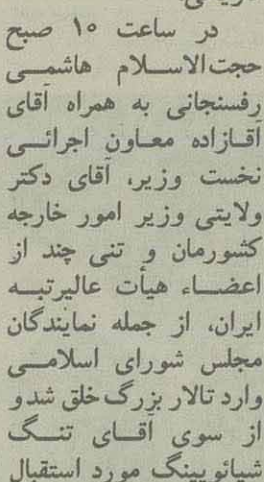 در ساعت ۱۰ صبح
حجت‌الاسلام هاشمی
رفسنجانی به همراه آقای
آقازاده معاون اجرائی
نخست وزیر، آقای دکتر
ولایتی وزیر امور خارجه
کشورمان و تنی چند از
اعضاء هیأت عالیرتبه
ایران، از جمله نمایندگان
مجلس شورای اسلامی
وارد تالار بزرگ خلق شد و
از سوی آقای تنگ
شیائوپینگ مورد استقبال